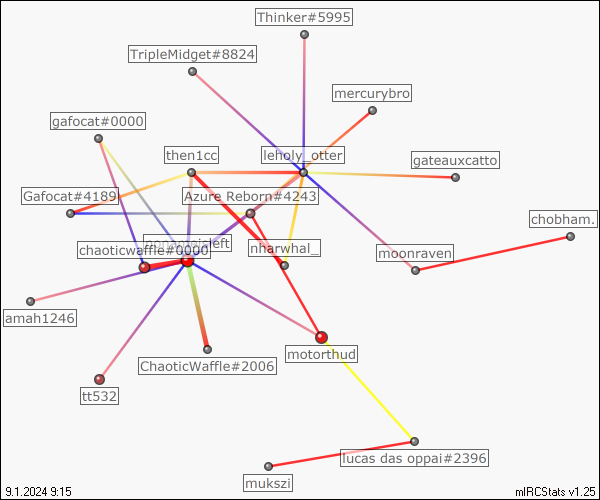 Thinker#5995
TripleMidget#8824
mercurybro
gafocat#0000
then1cc
leholy_otter
gateauxcatto
Gafocat#4189
Azure Reborn#4243
chobham.
chaoticwaffle#0000
nharwhal_
moonraven
amah1246
motorthud
ChaoticWaffle#2006
tt532
lucas das oppai#2396
mukszi
9.1.2024 9:15
mIRCStats v1.25